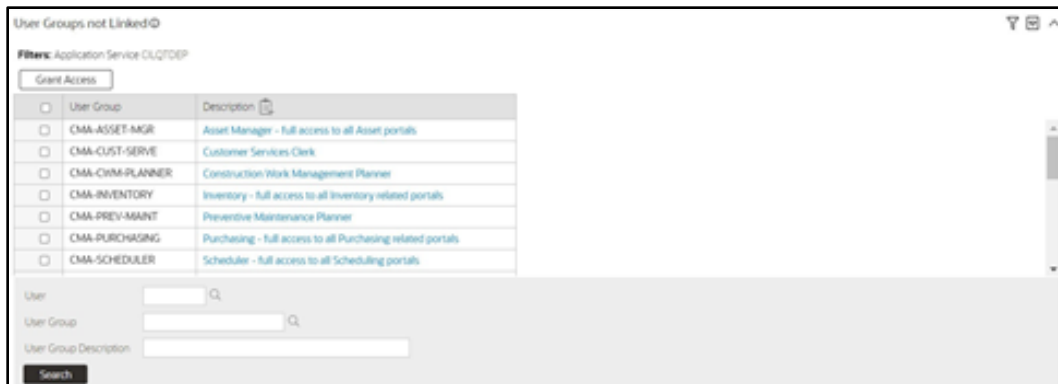 User Groups not Linked
Filters: Application Service CILQTDEP
Grant Access
User Group Description
CMA-ASSET-MGR Asset Manager - full access to all Asset portals
CMA-CUST-SERVE Customer Services Clerk
CMA-CWM-PLANNER Construction Work Management Planner
CMA-INVENTORY Inventory - full access to all Inventory related portals
CMA-PREV-MAINT Preventive Maintenance Planner
CMA-PURCHASING Purchasing - full access to all Purchasing related portals
CMA-SCHEDULER Scheduler - full access to all Scheduling portals
User
User Group
User Group Description
Search